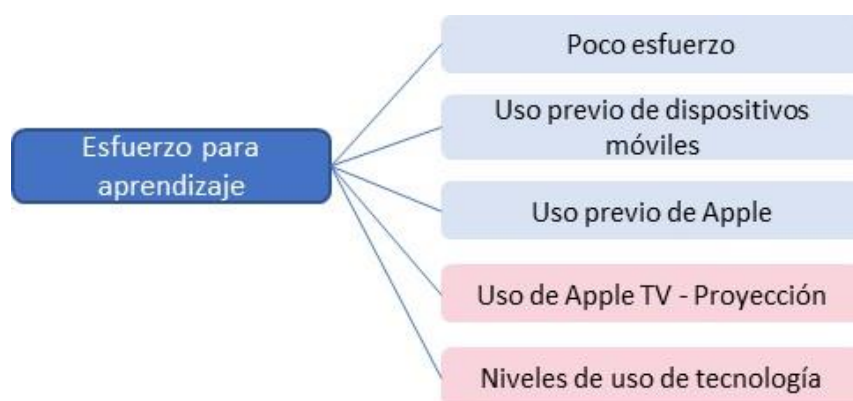 Esfuerzo para
aprendizaje
Poco esfuerzo
Uso previo de dispositivos
móviles
Uso previo de Apple
Uso de Apple TV - Proyección
Niveles de uso de tecnología